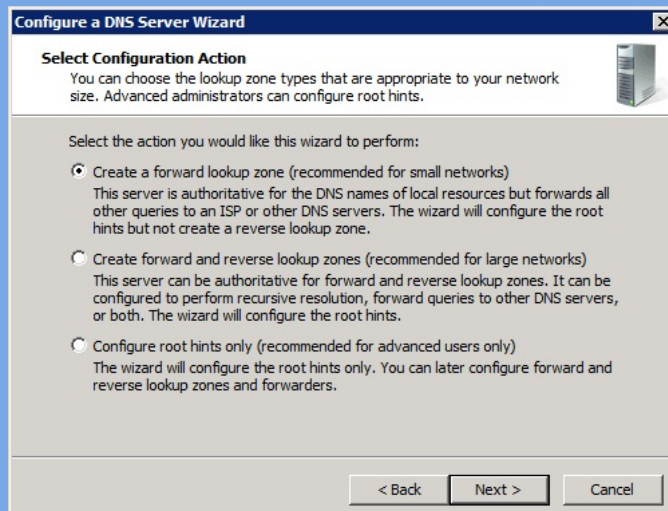 Configure a DNS Server Wizard
Select Configuration Action
You can choose the lookup zone types that are appropriate to your network
size. Advanced administrators can configure root hints.
Select the action you would like this wizard to perform:
Create a forward lookup zone (recommended for small networks)
This server is authoritative for the DNS names of local resources but forwards all
other queries to an ISP or other DNS servers. The wizard will configure the root
hints but not create a reverse lookup zone.
Create forward and reverse lookup zones (recommended for large networks)
This server can be authoritative for forward and reverse lookup zones. It can be
configured to perform recursive resolution, forward queries to other DNS servers,
or both. The wizard will configure the root hints.
Configure root hints only (recommended for advanced users only)
The wizard will configure the root hints only. You can later configure forward and
reverse lookup zones and forwarders.
< Back Next > Cancel